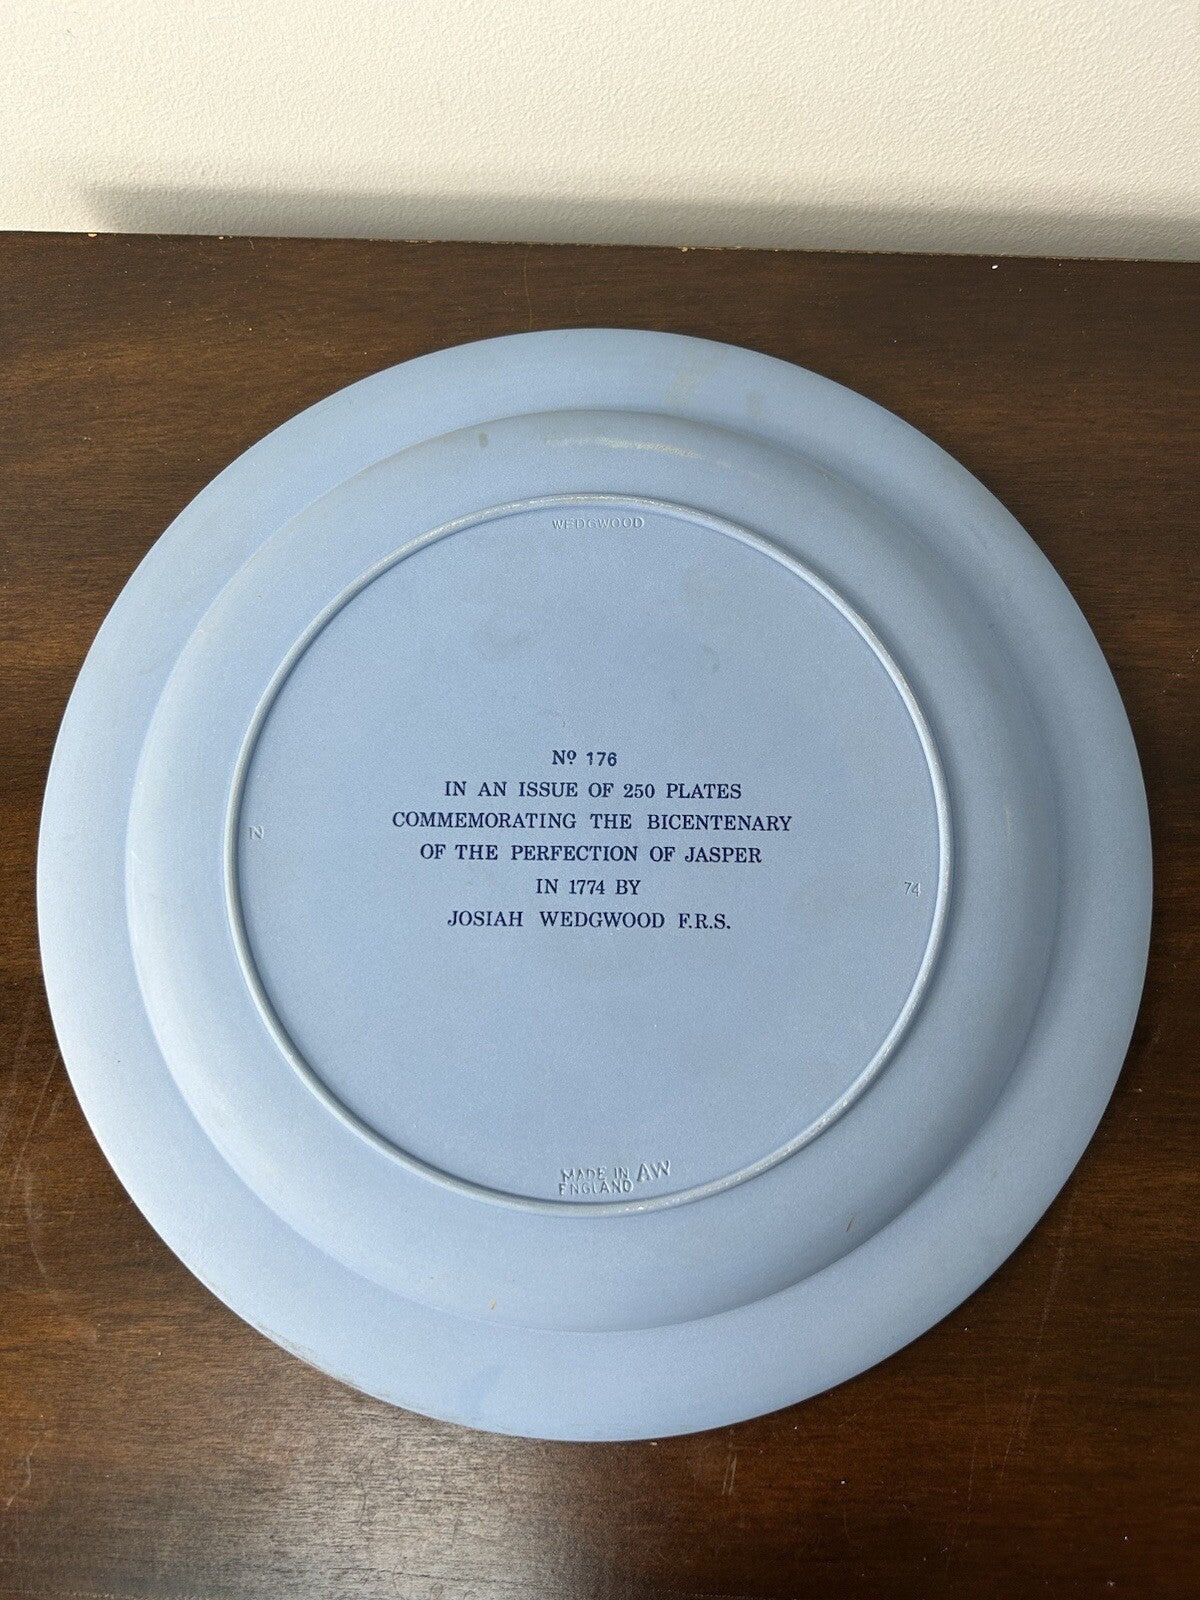 WEDGWOOD
Nº 176
IN AN ISSUE OF 250 PLATES
COMMEMORATING THE BICENTENARY
OF THE PERFECTION OF JASPER
IN 1774 BY
JOSIAH WEDGWOOD F.R.S.
N
74
MADE IN AW
ENGLAND